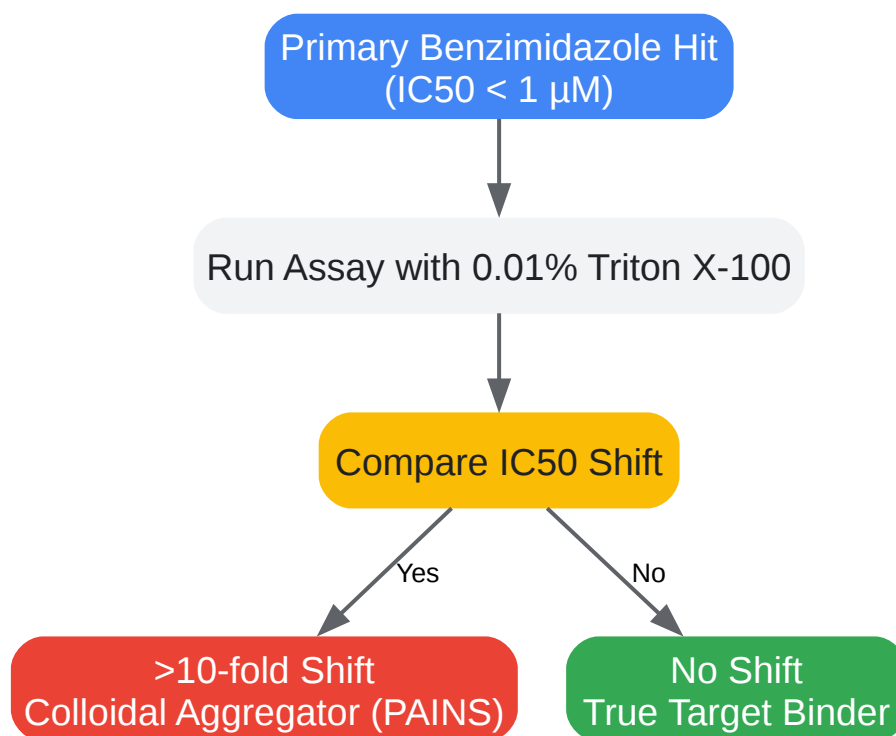 Primary Benzimidazole Hit
(IC50 < 1 µM)
Run Assay with 0.01% Triton X-100
Compare IC50 Shift
Yes
No
>10-fold Shift
Colloidal Aggregator (PAINS)
No Shift
True Target Binder